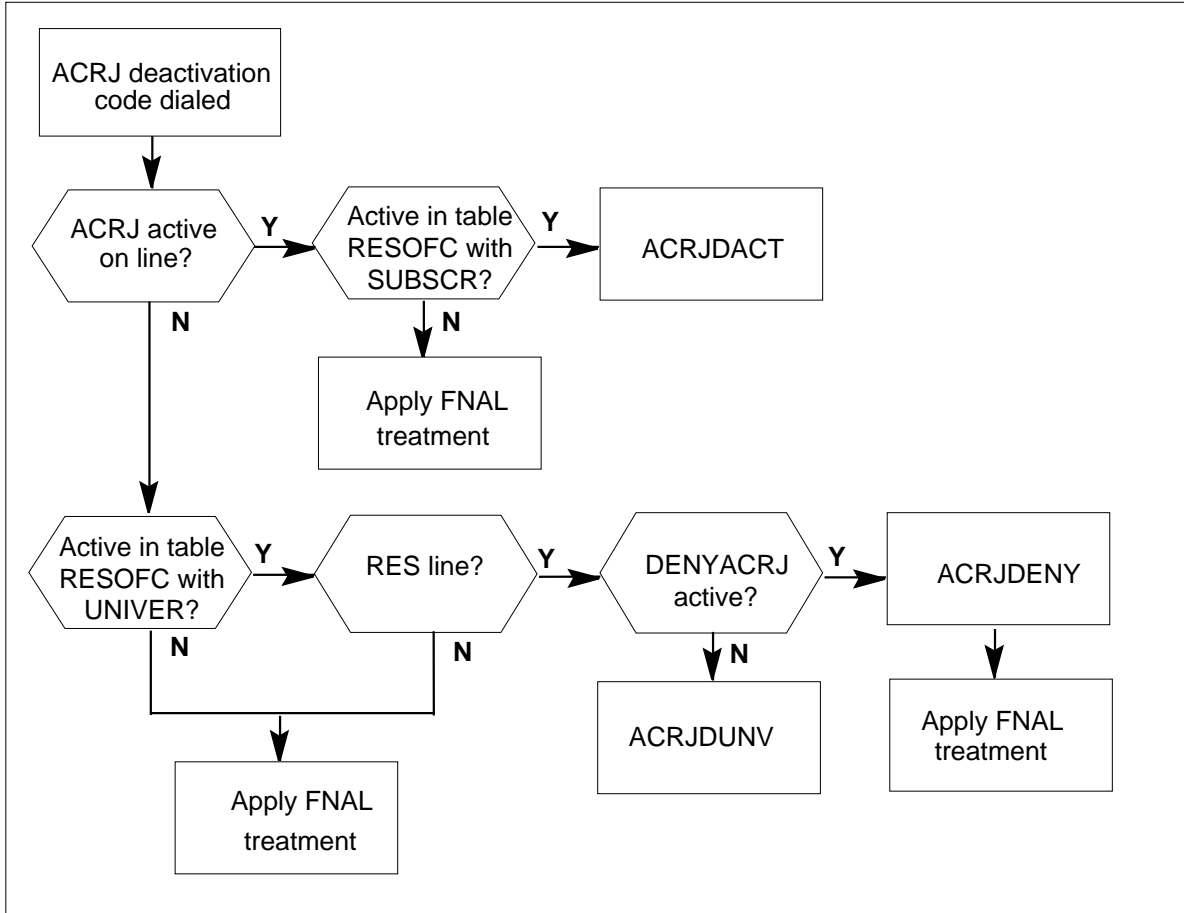 ACRJ deactivation
code dialed
ACRJ active
on line?
Y
Active in table
RESOFC with
SUBSCR?
Y
ACRJDACT
N
N
Apply FNAL
treatment
Active in table
RESOFC with
UNIVER?
Y
RES line?
Y
DENYACRJ
active?
Y
ACRJDENY
N
N
N
ACRJDUNV
Apply FNAL
treatment
Apply FNAL
treatment